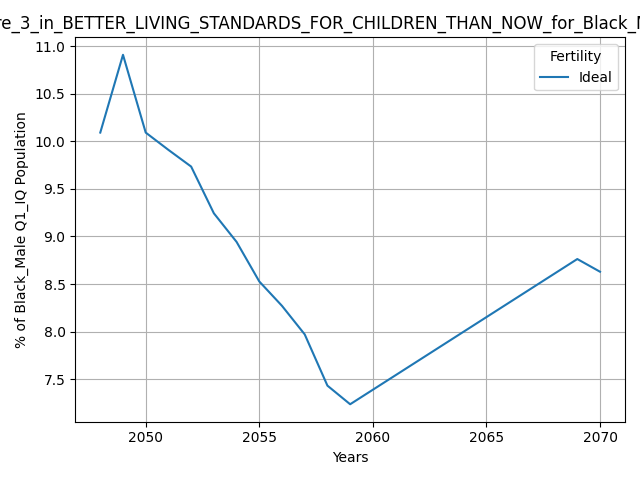 re_3_in_BETTER_LIVING_STANDARDS_FOR_CHILDREN_THAN_NOW_for_Black_
Fertility
Ideal
% of Black_Male Q1_IQ Population
11.0
10.5
10.0
9.5
9.0
8.5
8.0
7.5
2050
2055
2060
2065
2070
Years